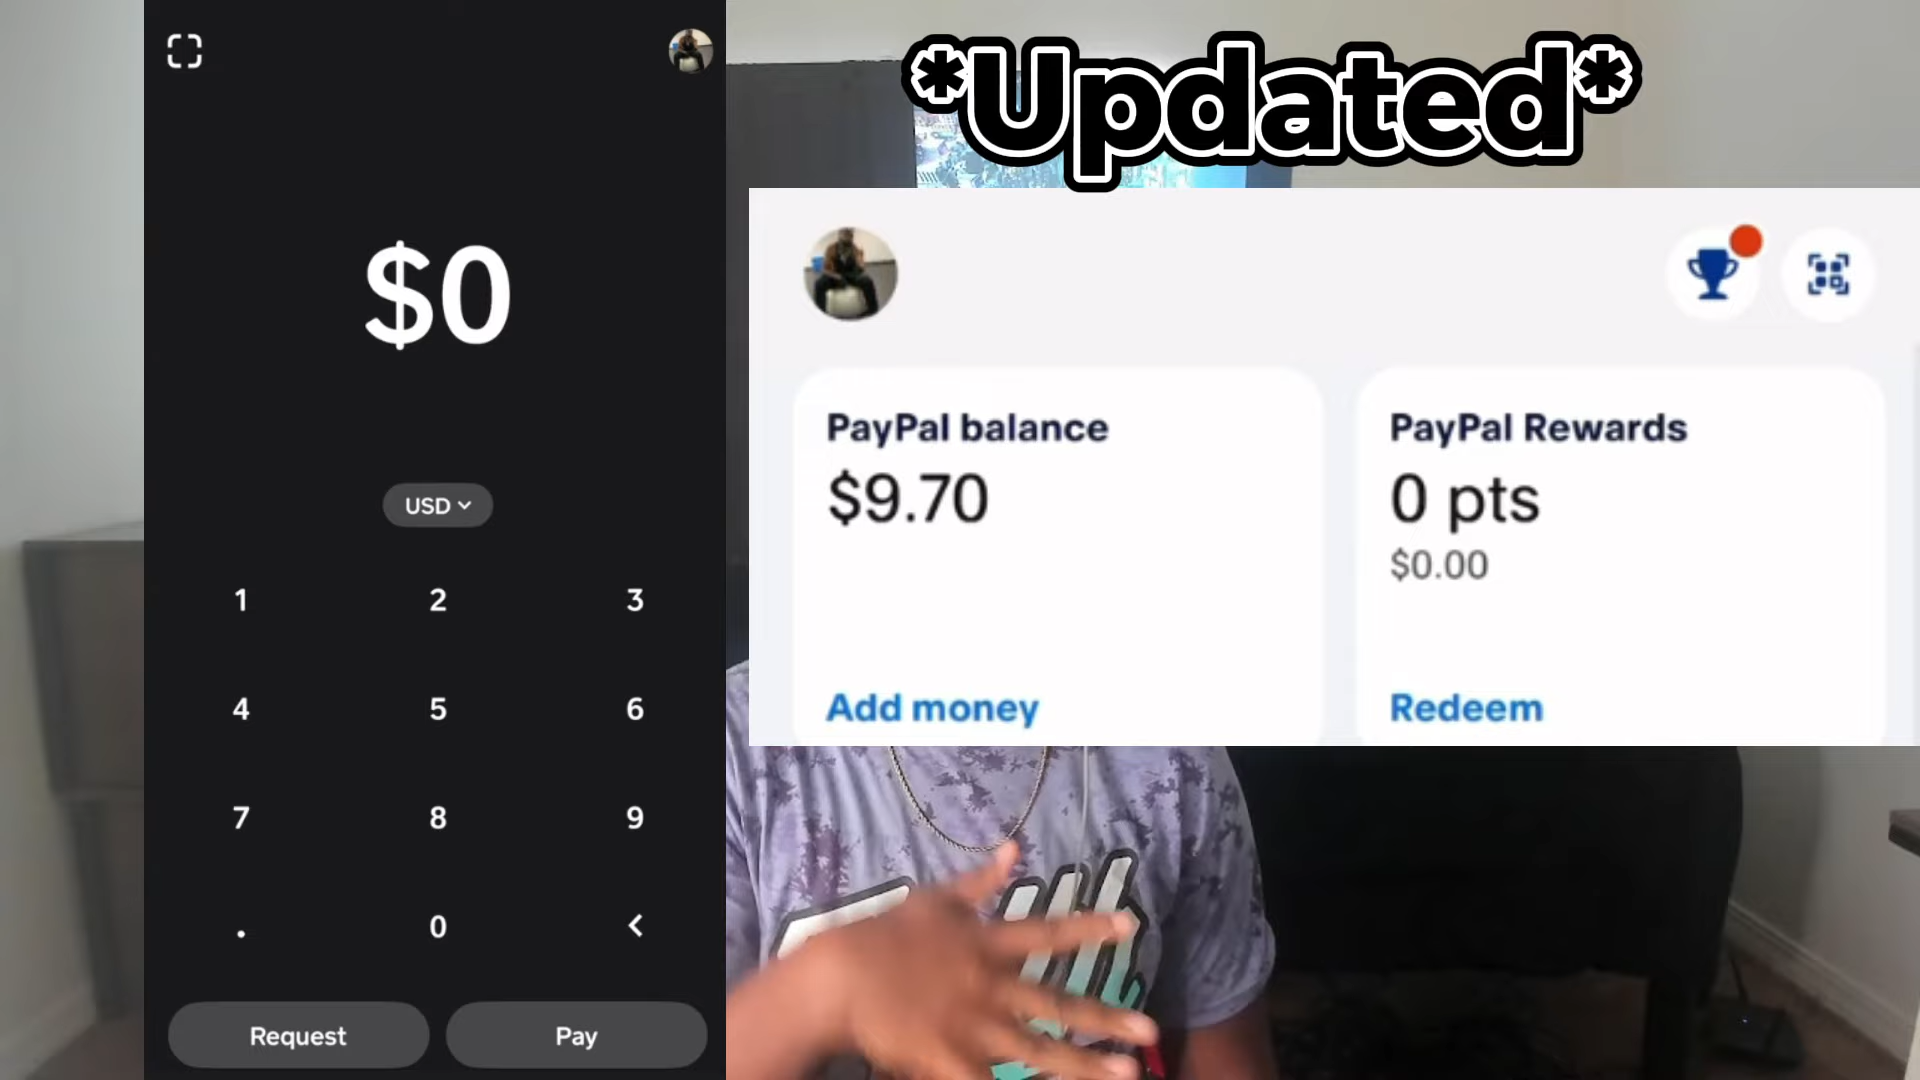 *Updated*
$0
USD
1 2 3
4 5 6
7 8 9
. 0 <
Request Pay
PayPal balance
$9.70
Add money
PayPal Rewards
0 pts
$0.00
Redeem